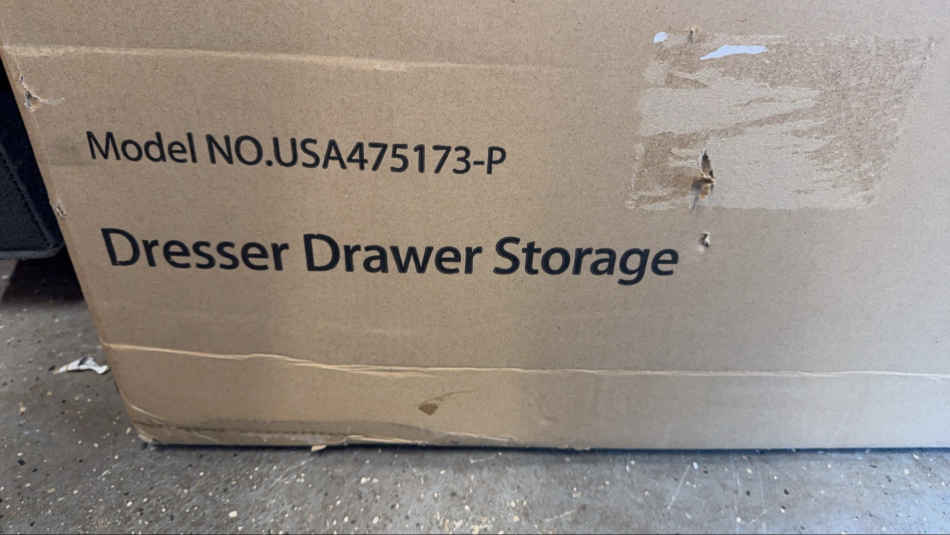 Model NO.USA475173-P
Dresser Drawer Storage